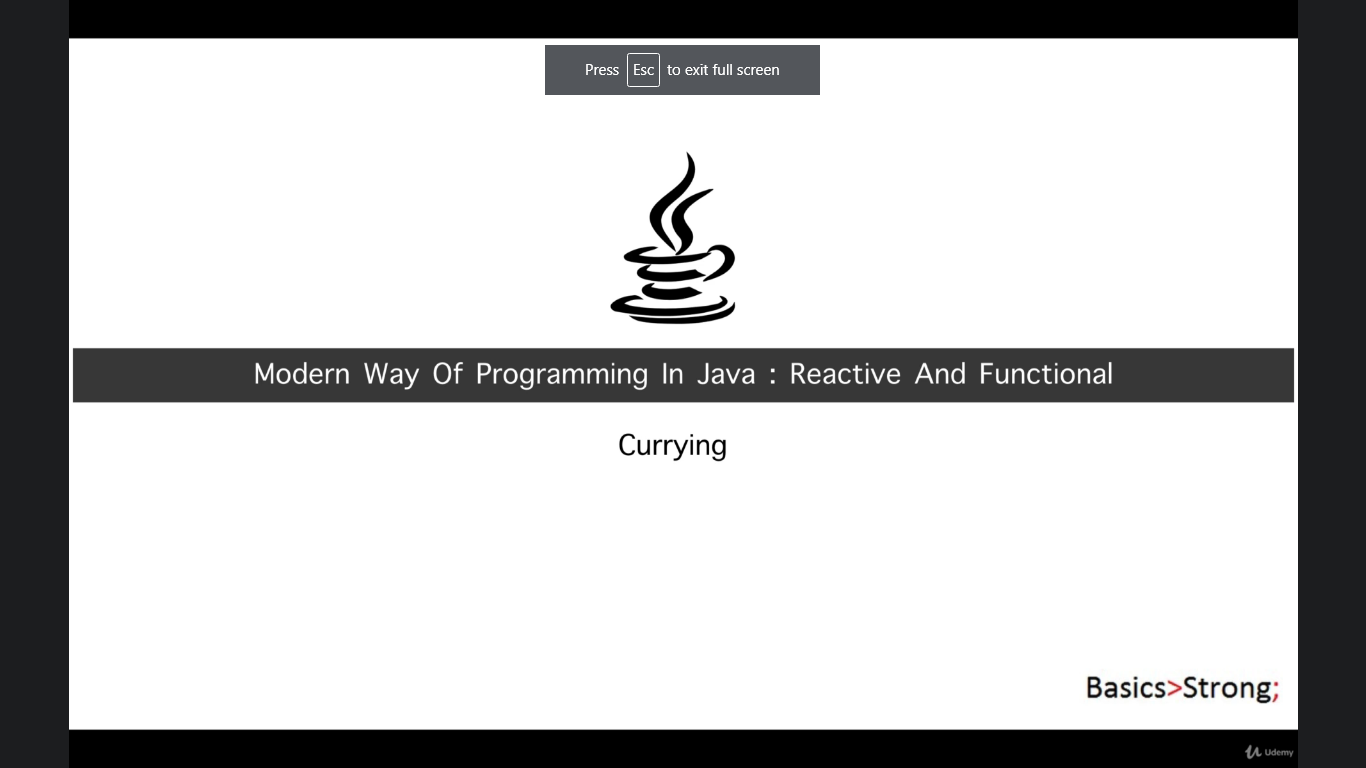 Press Esc to exit full screen
Modern Way Of Programming In Java : Reactive And Functional
Currying
Basics>Strong;
Udemy